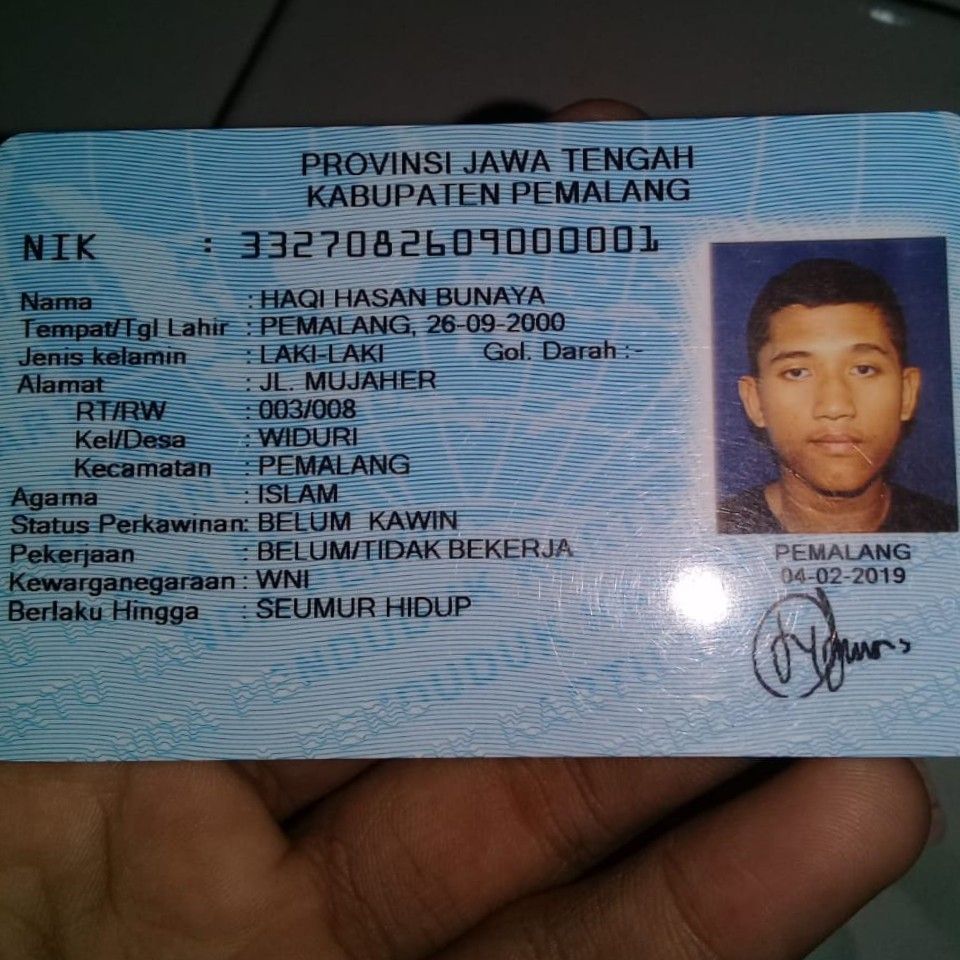 PROVINSI JAWA TENGAH
KABUPATEN PEMALANG
NIK : 3327082609000001
Nama : HAQI HASAN BUNAYA
Tempat/Tgl Lahir : PEMALANG, 26-09-2000
Jenis kelamin : LAKI-LAKI Gol. Darah :-
Alamat : JL. MUJAHER
RT/RW : 003/008
Kel/Desa : WIDURI
Kecamatan : PEMALANG
Agama : ISLAM
Status Perkawinan: BELUM KAWIN
Pekerjaan : BELUM/TIDAK BEKERJA
Kewarganegaraan : WNI
Berlaku Hingga : SEUMUR HIDUP
PEMALANG
04-02-2019